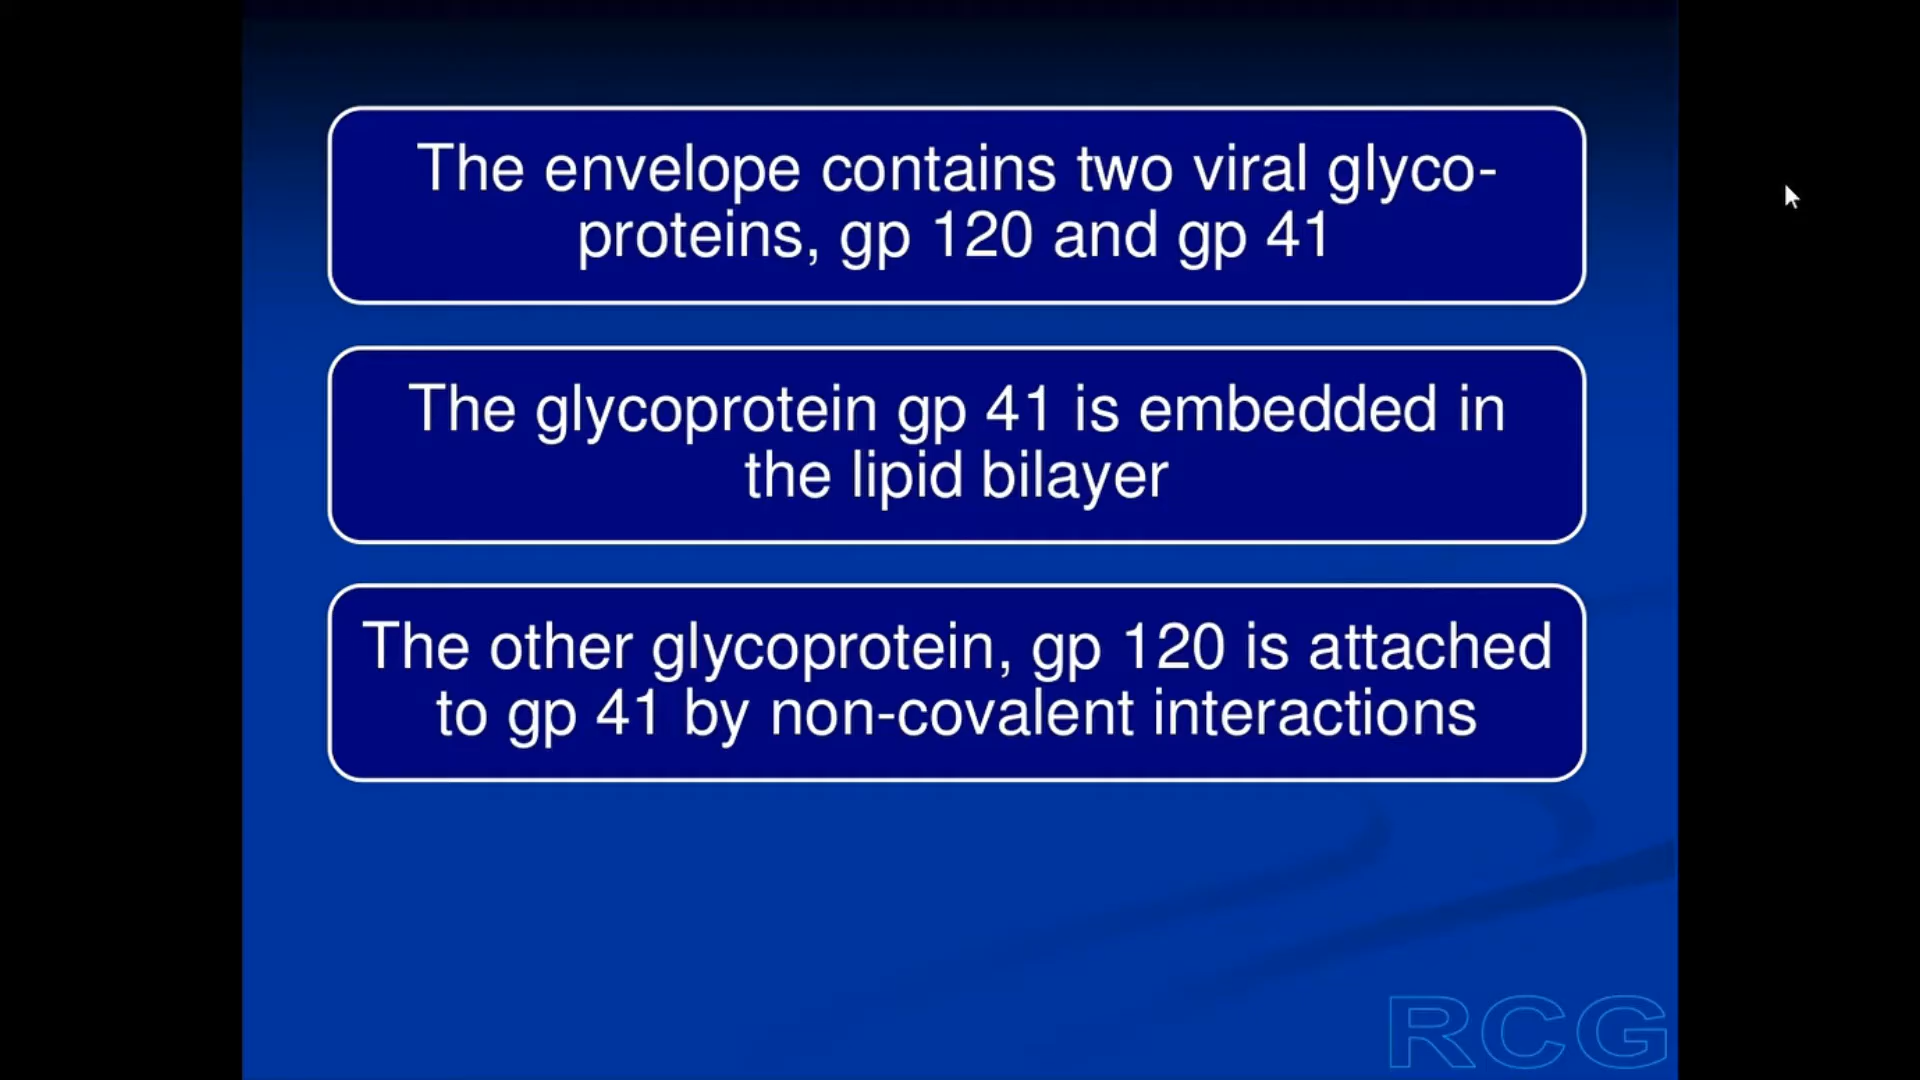 The envelope contains two viral glyco-
proteins, gp 120 and gp 41
The glycoprotein gp 41 is embedded in
the lipid bilayer
The other glycoprotein, gp 120 is attached
to gp 41 by non-covalent interactions
RCG